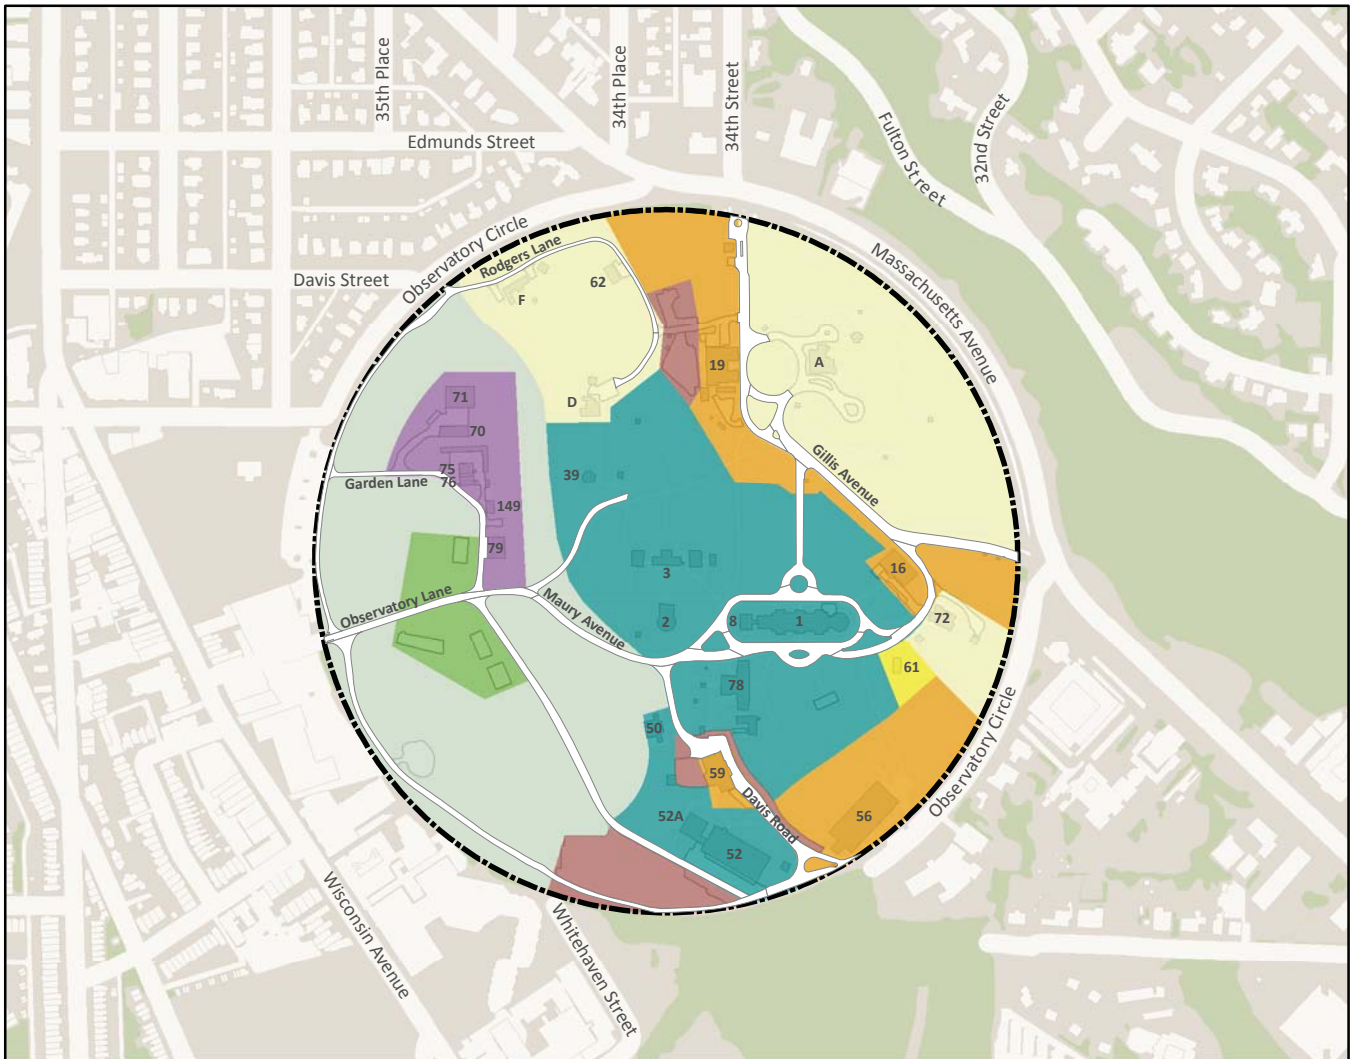 35th Place
34th Place
34th Street
Edmunds Street
Fulton Street
32nd Street
Observatory Circle
Rodgers Lane
Massachusetts Avenue
Davis Street
62
F
19
A
71
D
70
Gillis Avenue
75
39
Garden Lane
76
149
79
16
3
Observatory Lane
Maury Avenue
2
8
1
72
61
78
50
59
Observatory Circle
Davis Road
52A
56
52
Wisconsin Avenue
Whitehaven Street